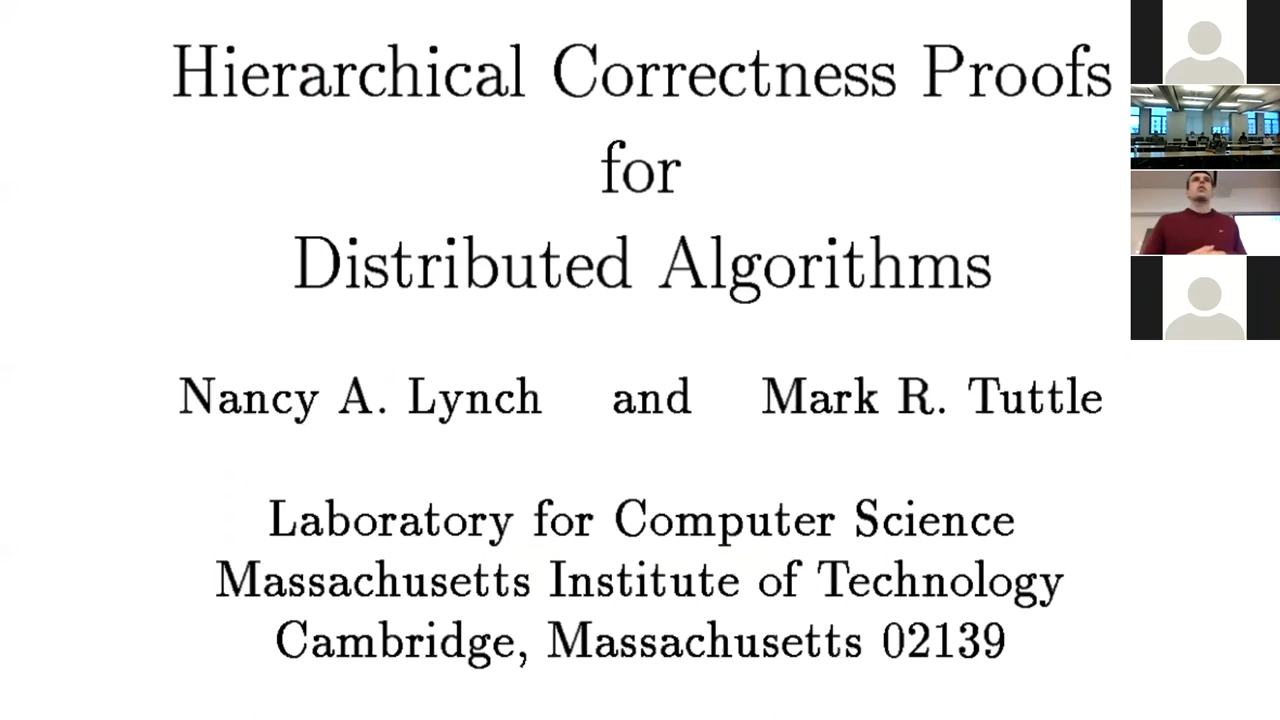 Hierarchical Correctness Proofs
for
Distributed Algorithms
Nancy A. Lynch and Mark R. Tuttle
Laboratory for Computer Science
Massachusetts Institute of Technology
Cambridge, Massachusetts 02139